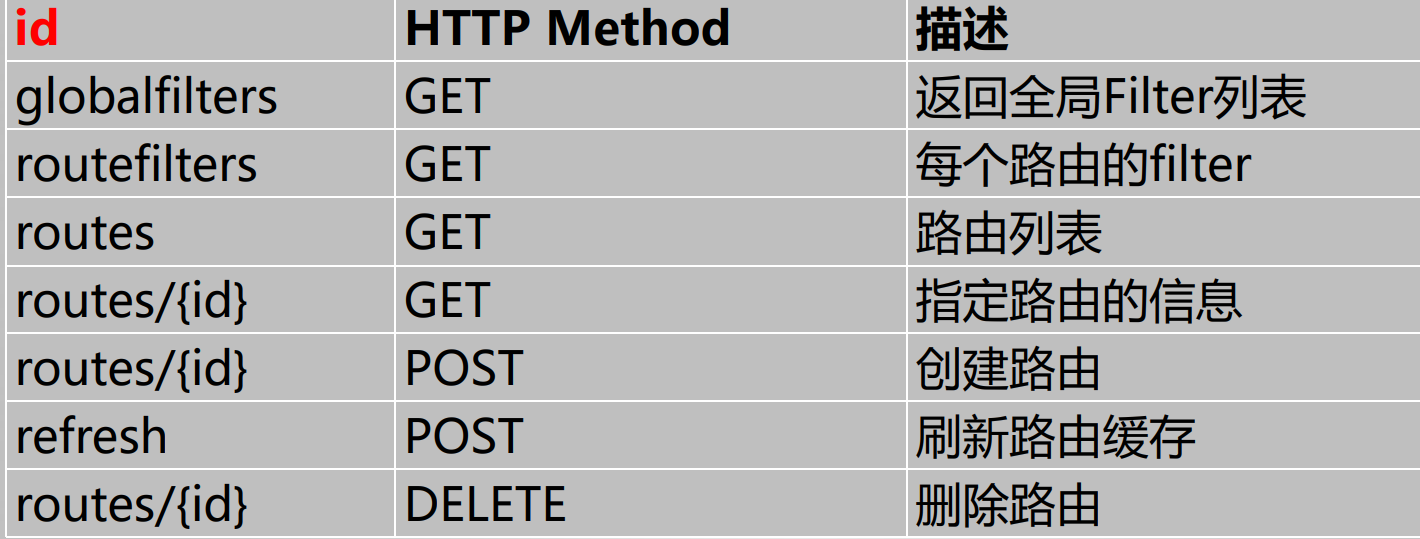 id HTTP Method 描述
globalfilters GET 返回全局Filter列表
routefilters GET 每个路由的filter
routes GET 路由列表
routes/{id} GET 指定路由的信息
routes/{id} POST 创建路由
refresh POST 刷新路由缓存
routes/{id} DELETE 删除路由